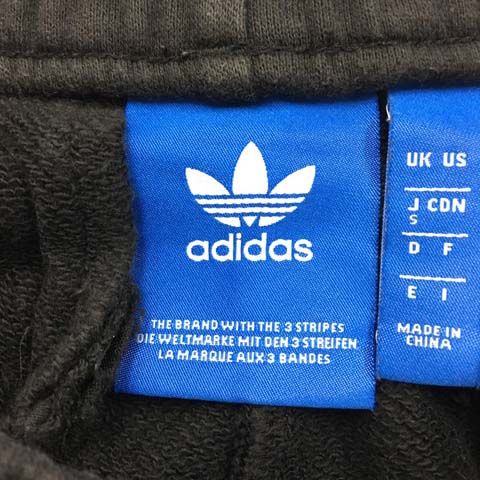 adidas
THE BRAND WITH THE 3 STRIPES
DIE WELTMARKE MIT DEN 3 STREIFEN
LA MARQUE AUX 3 BANDES
UK US
J CDN
S
D F
E I
MADE IN
CHINA